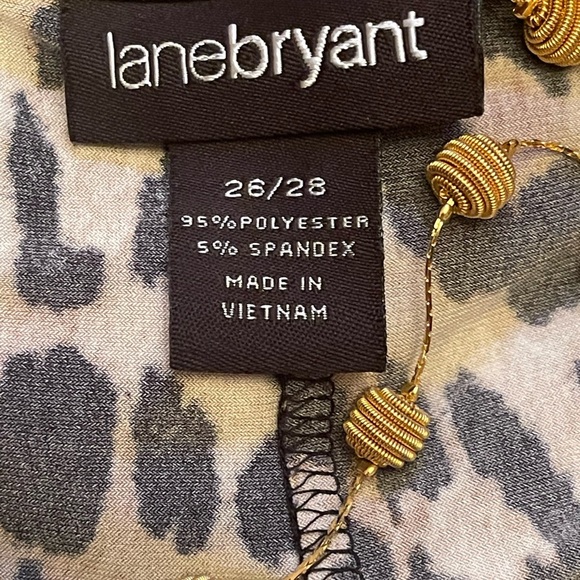 lanebryant
26/28
95% POLYESTER
5% SPANDEX
MADE IN
VIETNAM